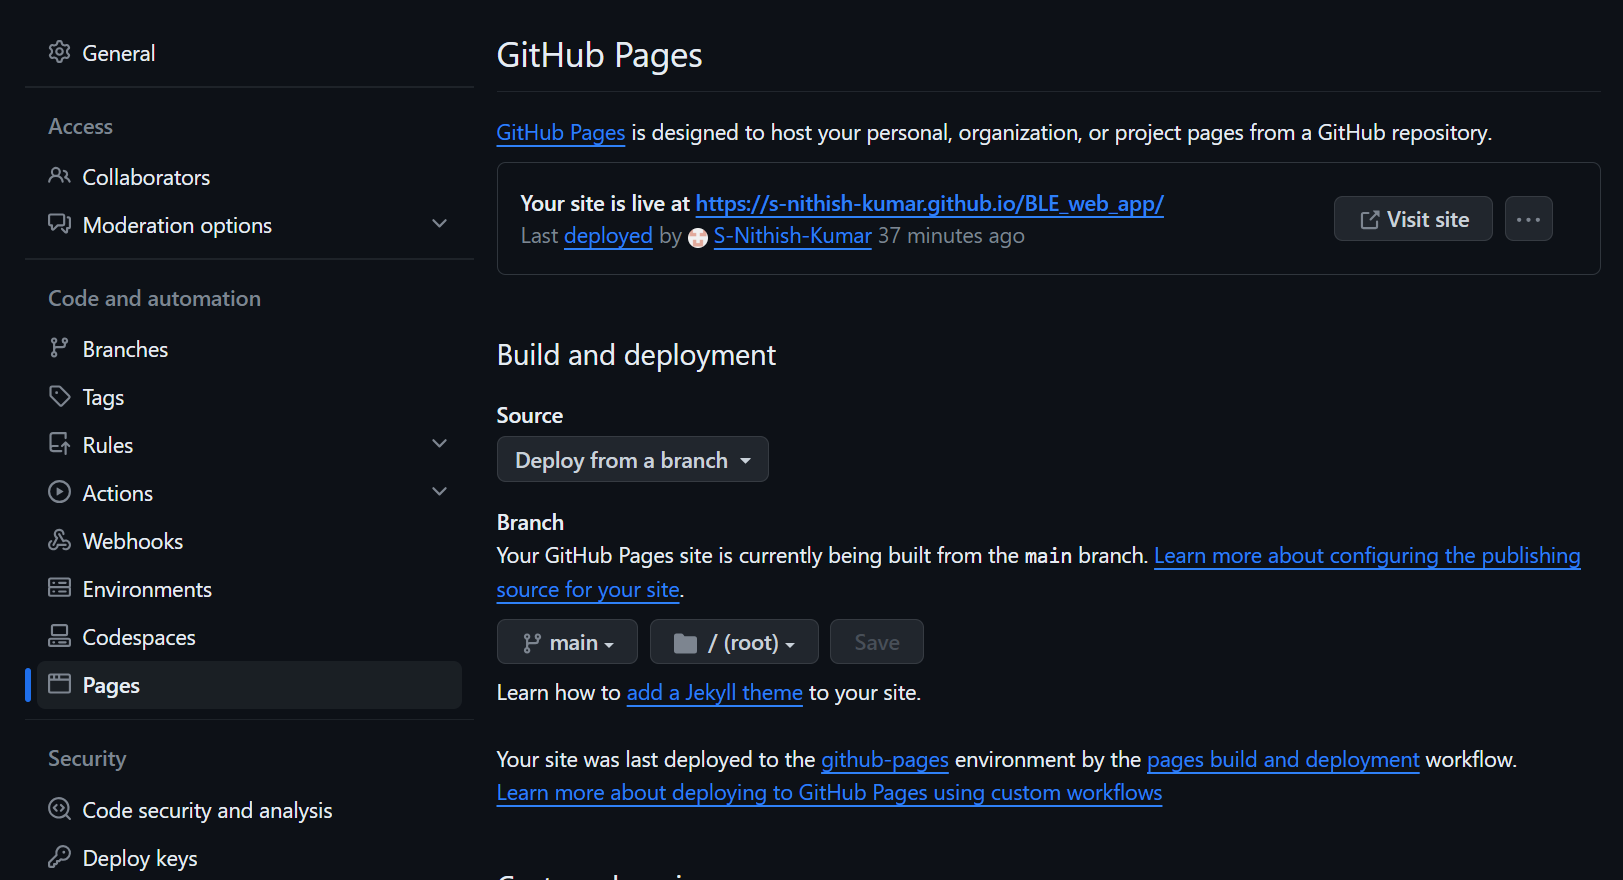 General
Access
Collaborators
Moderation options
Code and automation
Branches
Tags
Rules
Actions
Webhooks
Environments
Codespaces
Pages
Security
Code security and analysis
Deploy keys
GitHub Pages
GitHub Pages is designed to host your personal, organization, or project pages from a GitHub repository.
Your site is live at https://s-nithish-kumar.github.io/BLE_web_app/
Last deployed by S-Nithish-Kumar 37 minutes ago
Visit site
Build and deployment
Source
Deploy from a branch
Branch
Your GitHub Pages site is currently being built from the main branch. Learn more about configuring the publishing
source for your site.
main
/ (root)
Save
Learn how to add a Jekyll theme to your site.
Your site was last deployed to the github-pages environment by the pages build and deployment workflow.
Learn more about deploying to GitHub Pages using custom workflows